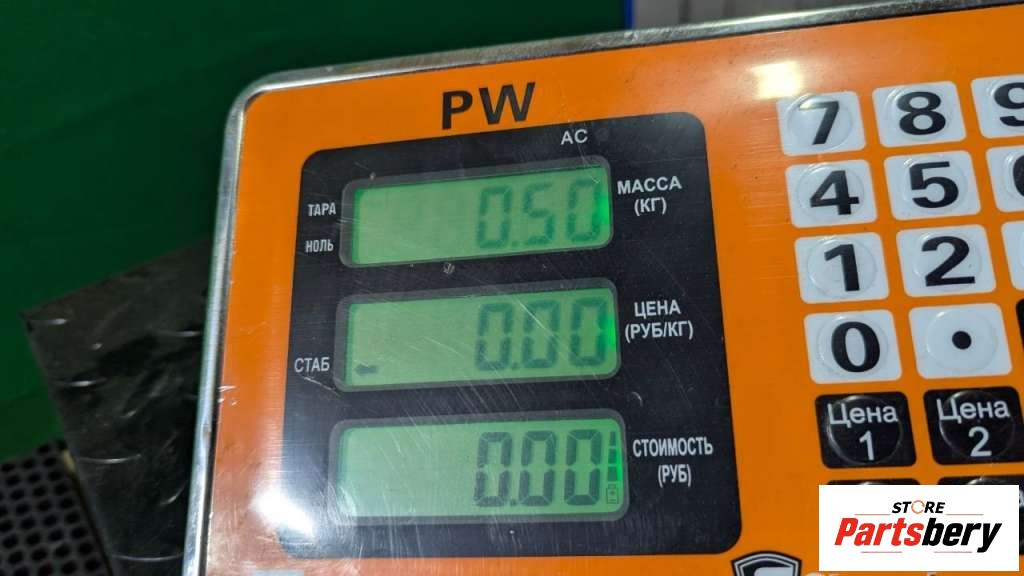 PW
AC
ТАРА
НОЛЬ
0.50
МАССА
(КГ)
СТАБ
0.00
ЦЕНА
(РУБ/КГ)
0.00
СТОИМОСТЬ
(РУБ)
7 8 9
4 5
1 2
0 .
Цена
1
Цена
2
STORE
Partsbery